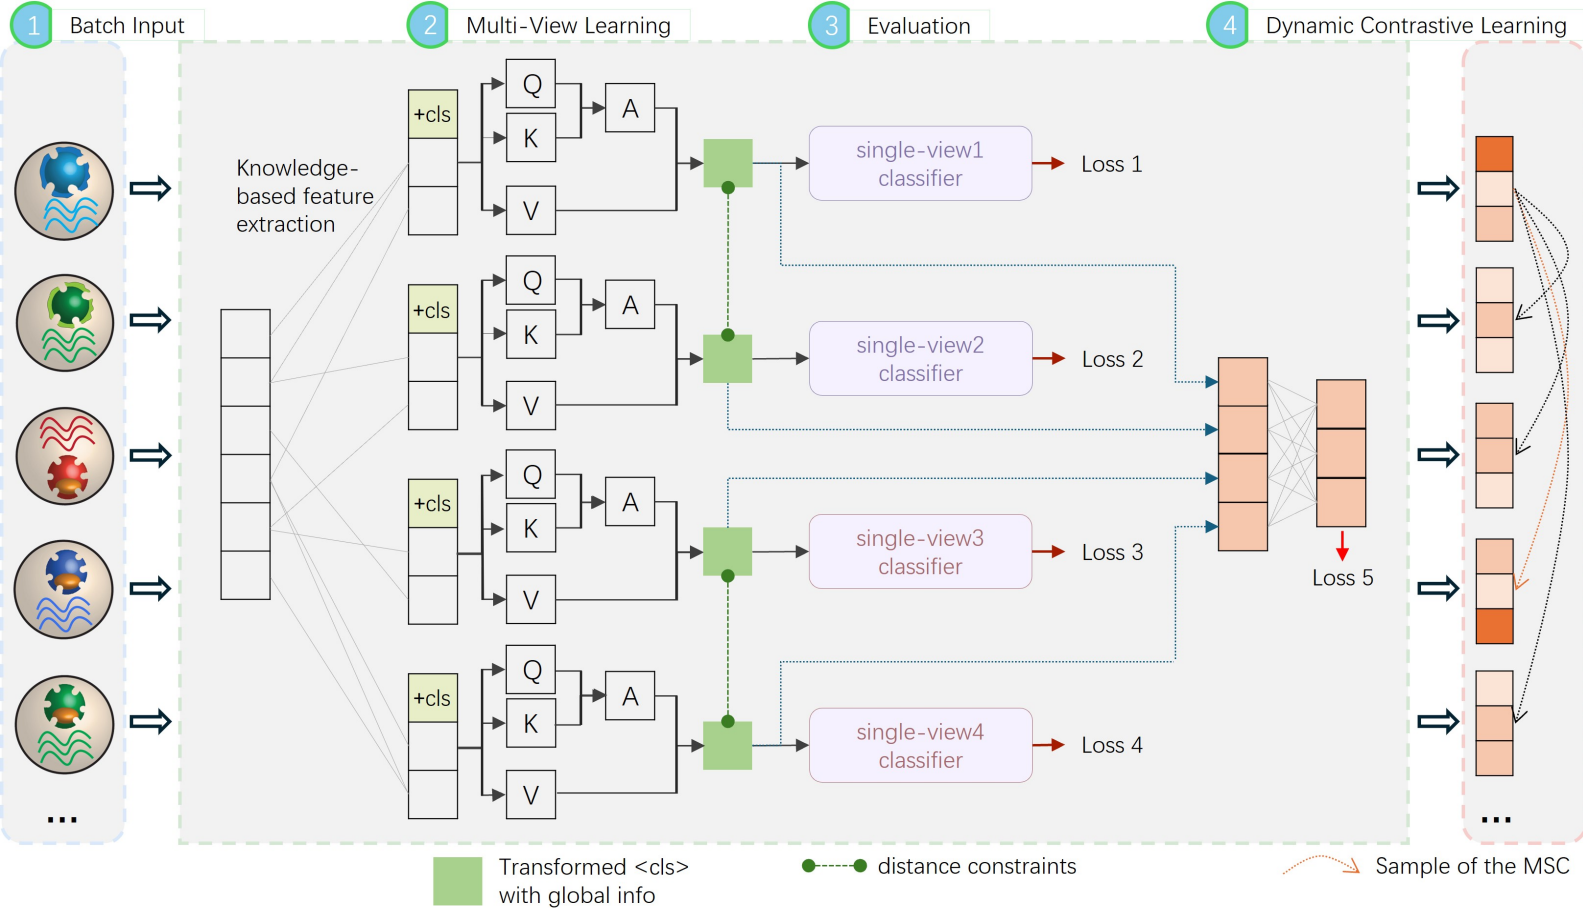 1 Batch Input
2 Multi-View Learning
3 Evaluation
4 Dynamic Contrastive Learning
Knowledge-
based feature
extraction
+cls
Q
K
V
A
single-view1
classifier
Loss 1
+cls
Q
K
V
A
single-view2
classifier
Loss 2
+cls
Q
K
V
A
single-view3
classifier
Loss 3
+cls
Q
K
V
A
single-view4
classifier
Loss 4
Loss 5
...
...
Transformed <cls>
with global info
distance constraints
Sample of the MSC